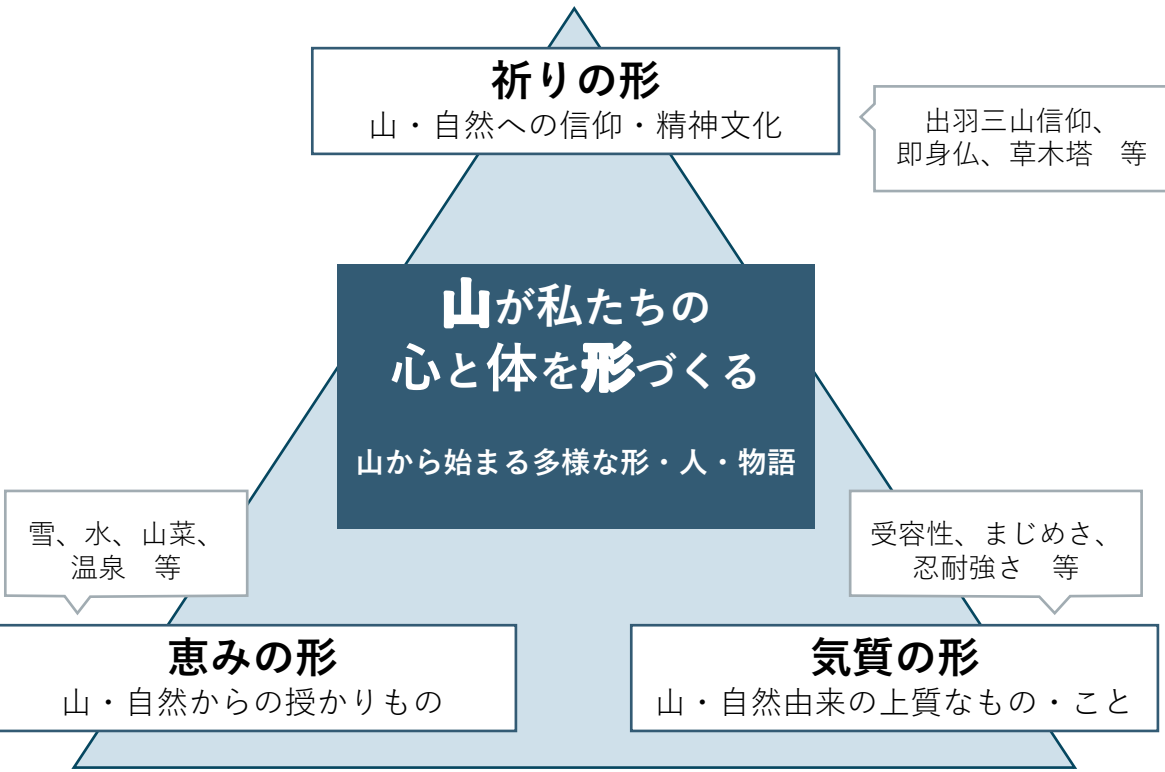 祈りの形
山・自然への信仰・精神文化
出羽三山信仰、
即身仏、草木塔　等
山が私たちの
心と体を形づくる
山から始まる多様な形・人・物語
雪、水、山菜、
温泉　等
受容性、まじめさ、
忍耐強さ　等
恵みの形
山・自然からの授かりもの
気質の形
山・自然由来の上質なもの・こと